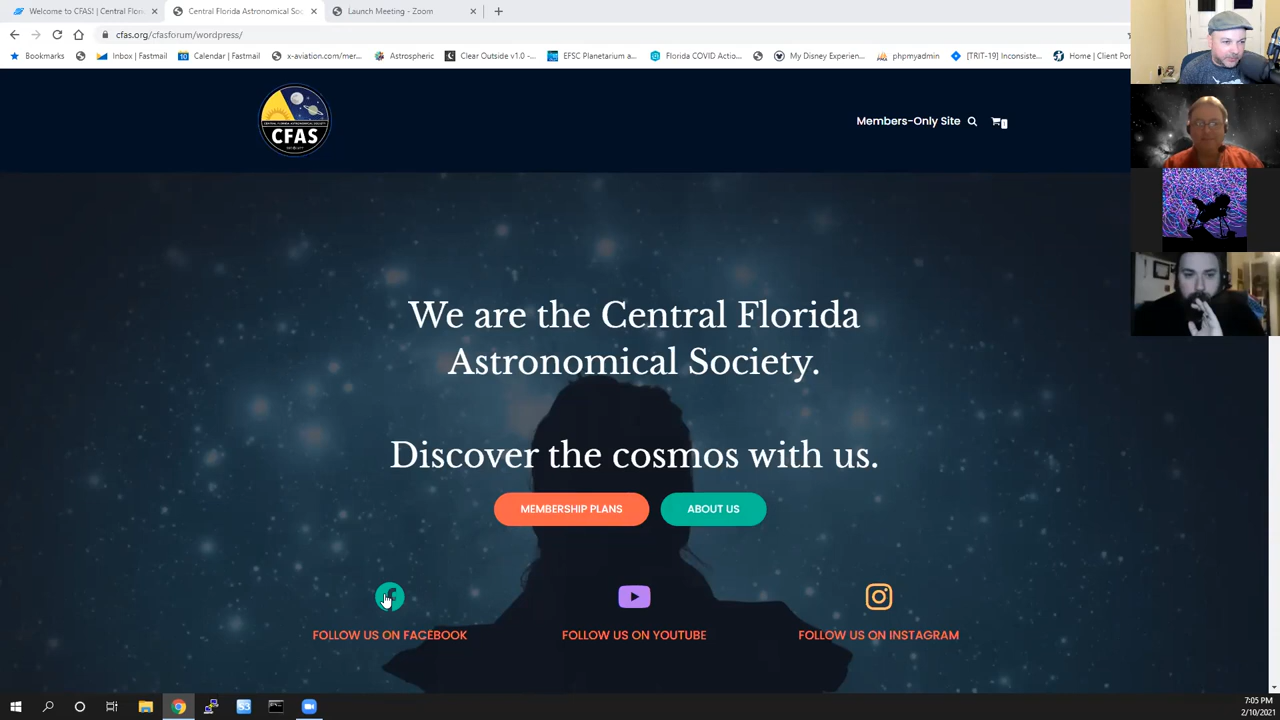 Welcome to CFAS! | Central Flori
Central Florida Astronomical Soc
Launch Meeting - Zoom
cfas.org/cfasforum/wordpress/
Bookmarks
Inbox | Fastmail
Calendar | Fastmail
x-aviation.com/mer...
Astrospheric
Clear Outside v1.0 -...
EFSC Planetarium a...
Florida COVID Actio...
My Disney Experien...
phpmyadmin
[TRIT-19] Inconsiste...
Home | Client Por
CENTRAL FLORIDA ASTRONOMICAL SOCIETY
CFAS
Members-Only Site
We are the Central Florida
Astronomical Society.
Discover the cosmos with us.
MEMBERSHIP PLANS
ABOUT US
FOLLOW US ON FACEBOOK
FOLLOW US ON YOUTUBE
FOLLOW US ON INSTAGRAM
7:05 PM
2/10/2021